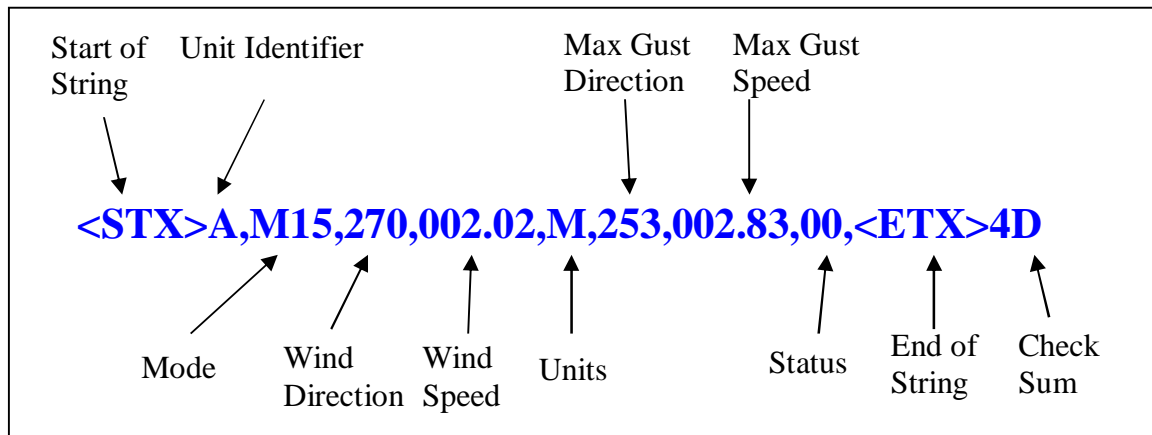 Start of
String
Unit Identifier
Max Gust
Direction
Max Gust
Speed
<STX>A,M15,270,002.02,M,253,002.83,00,<ETX>4D
Mode
Wind
Direction
Wind
Speed
Units
Status
End of
String
Check
Sum